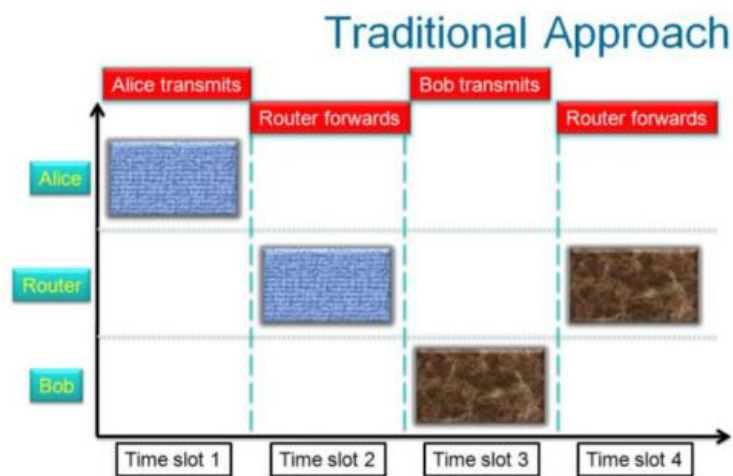 Traditional Approach
Alice transmits
Bob transmits
Router forwards
Router forwards
Alice
Router
Bob
Time slot 1
Time slot 2
Time slot 3
Time slot 4